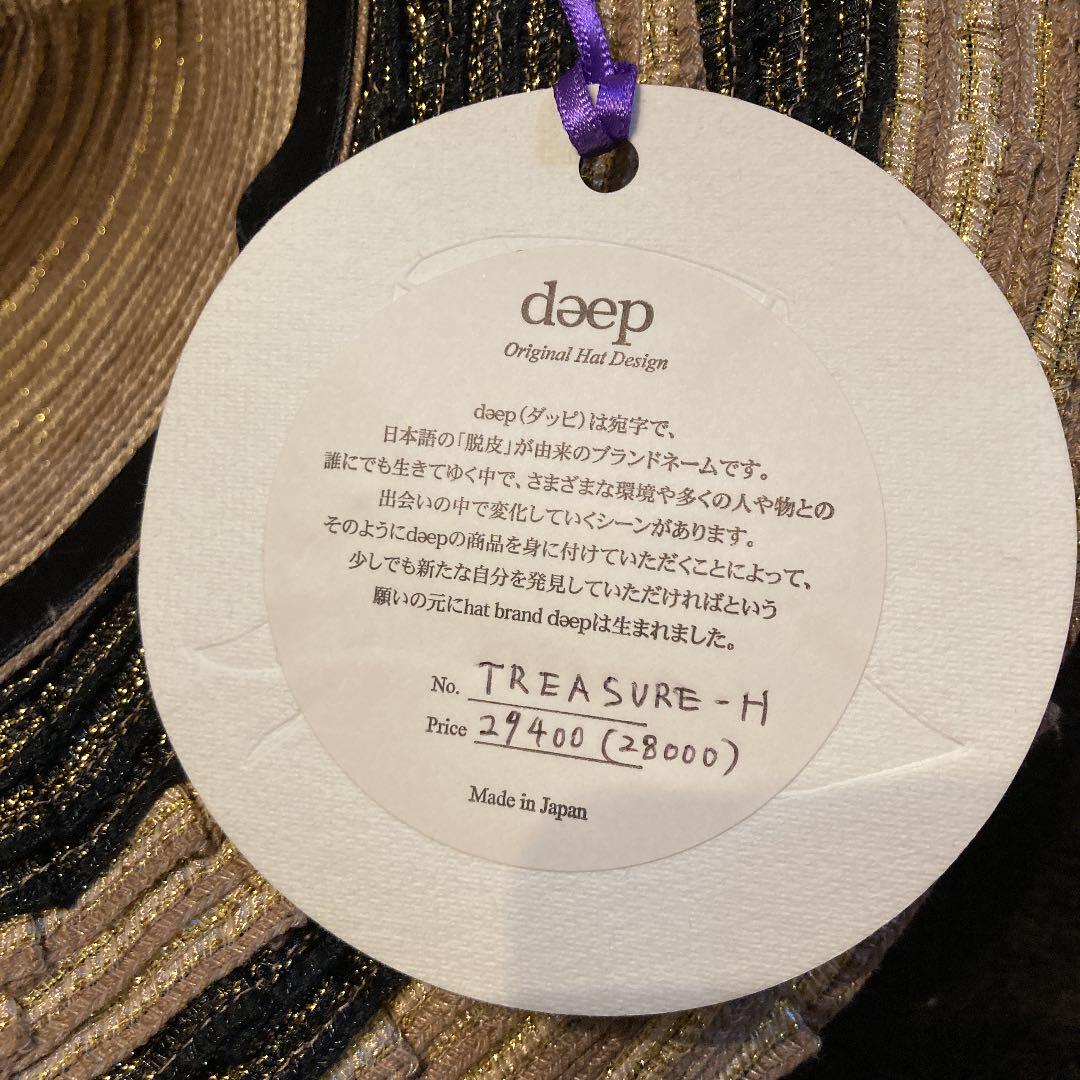 dəep
Original Hat Design
dəep(ダッピ)は宛字で、
日本語の「脱皮」が由来のブランドネームです。
誰にでも生きてゆく中で、さまざまな環境や多くの人や物との
出会いの中で変化していくシーンがあります。
そのようにdəepの商品を身に付けていただくことによって、
少しでも新たな自分を発見していただければという
願いの元にhat brand dəepは生まれました。
No. TREASURE-H
Price 29400 (28000)
Made in Japan